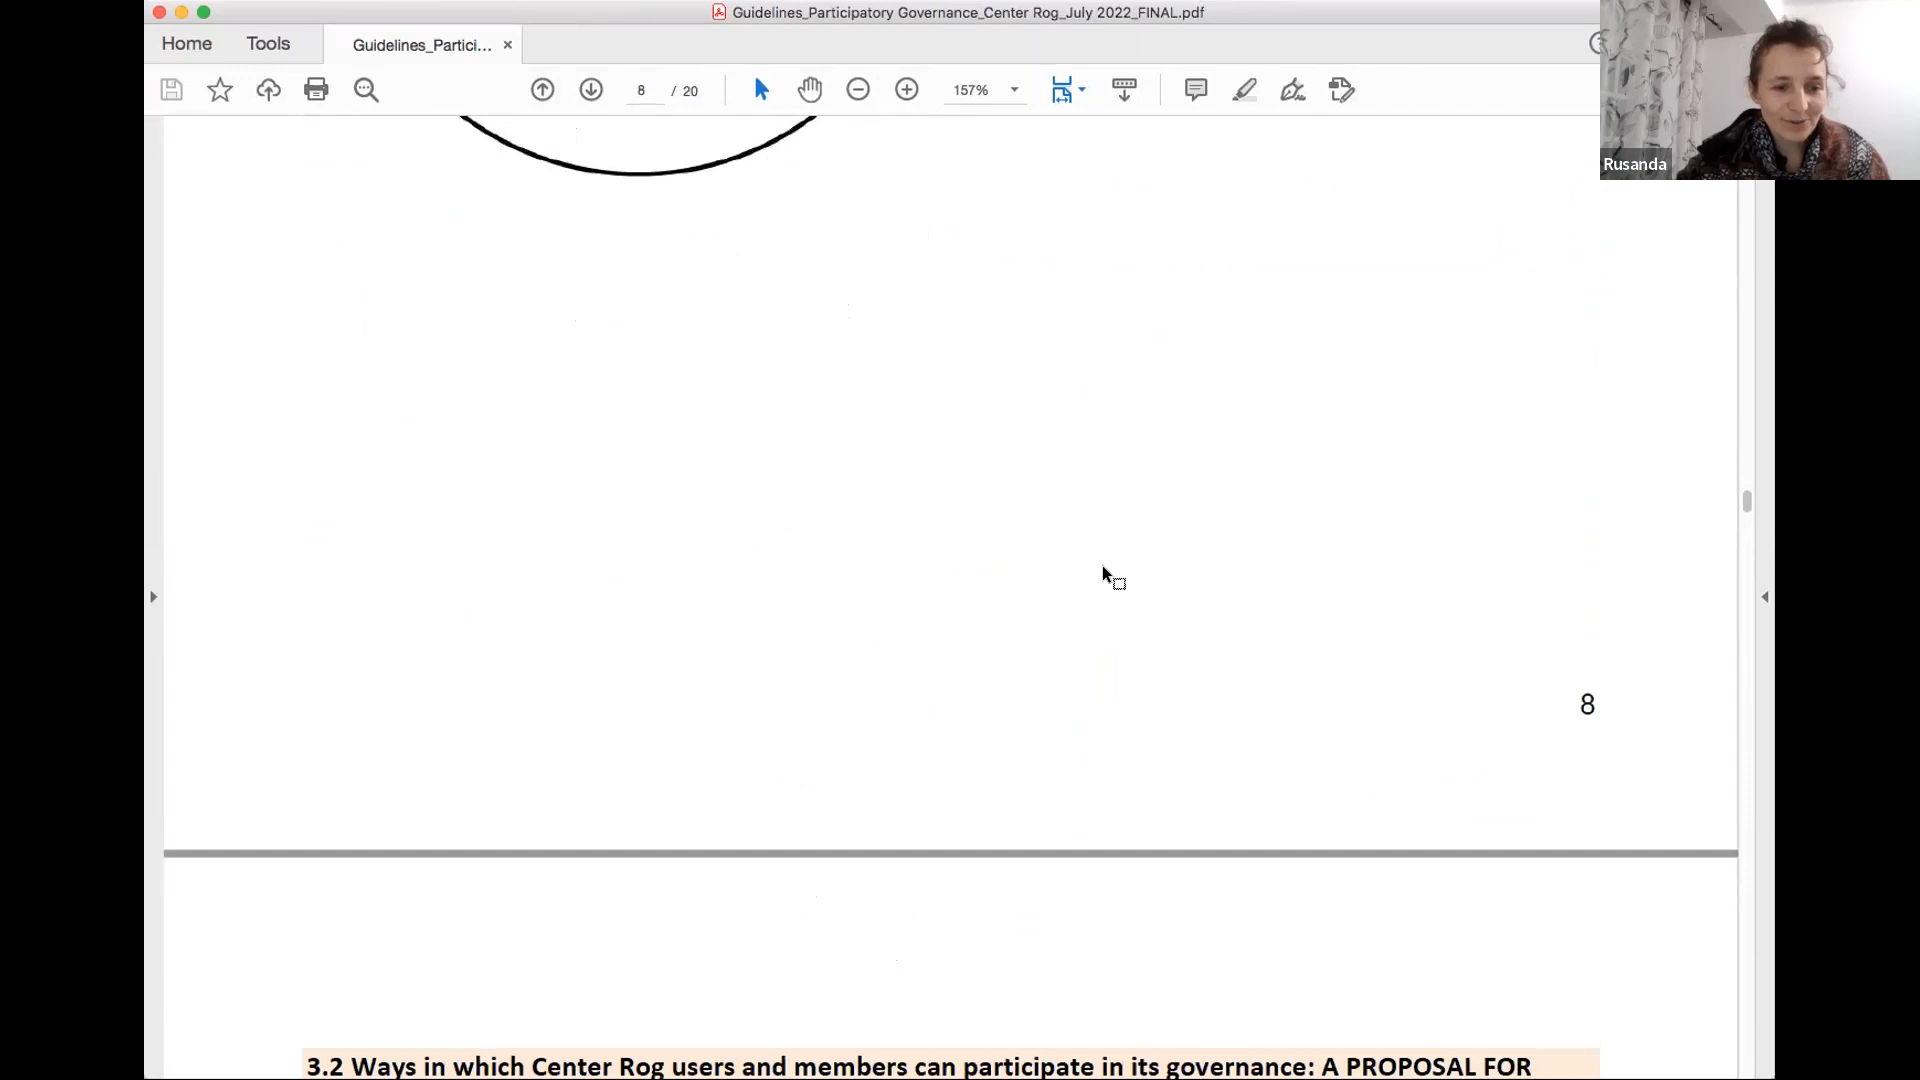 Guidelines_Participatory Governance_Center Rog_July 2022_FINAL.pdf
Home
Tools
Guidelines_Partici...
8 / 20
157%
Rusanda
8
3.2 Ways in which Center Rog users and members can participate in its governance: A PROPOSAL FOR